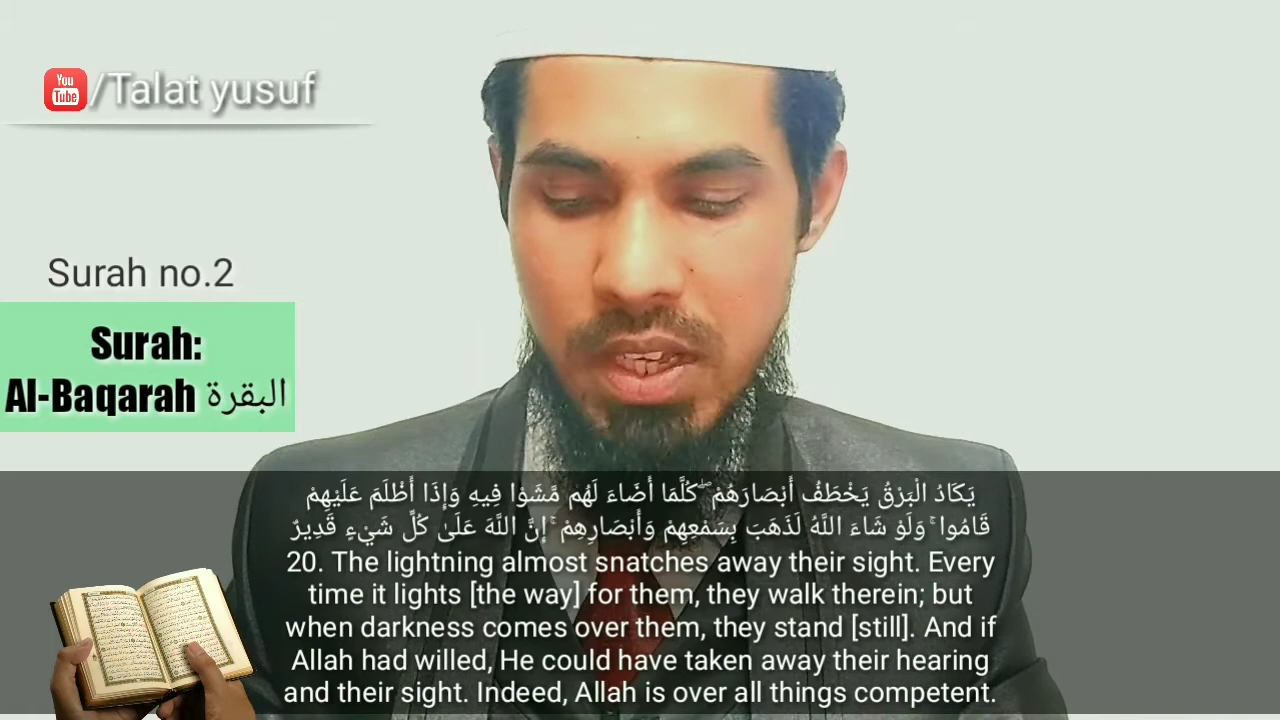 You Tube /Talat yusuf
Surah no.2
Surah:
Al-Baqarah البقرة
يَكَادُ الْبَرْقُ يَخْطَفُ أَبْصَارَهُمْ ۖ كُلَّمَا أَضَاءَ لَهُم مَّشَوْا فِيهِ وَإِذَا أَظْلَمَ عَلَيْهِمْ
قَامُوا ۚ وَلَوْ شَاءَ اللَّهُ لَذَهَبَ بِسَمْعِهِمْ وَأَبْصَارِهِمْ ۚ إِنَّ اللَّهَ عَلَىٰ كُلِّ شَيْءٍ قَدِيرٌ
20. The lightning almost snatches away their sight. Every
time it lights [the way] for them, they walk therein; but
when darkness comes over them, they stand [still]. And if
Allah had willed, He could have taken away their hearing
and their sight. Indeed, Allah is over all things competent.